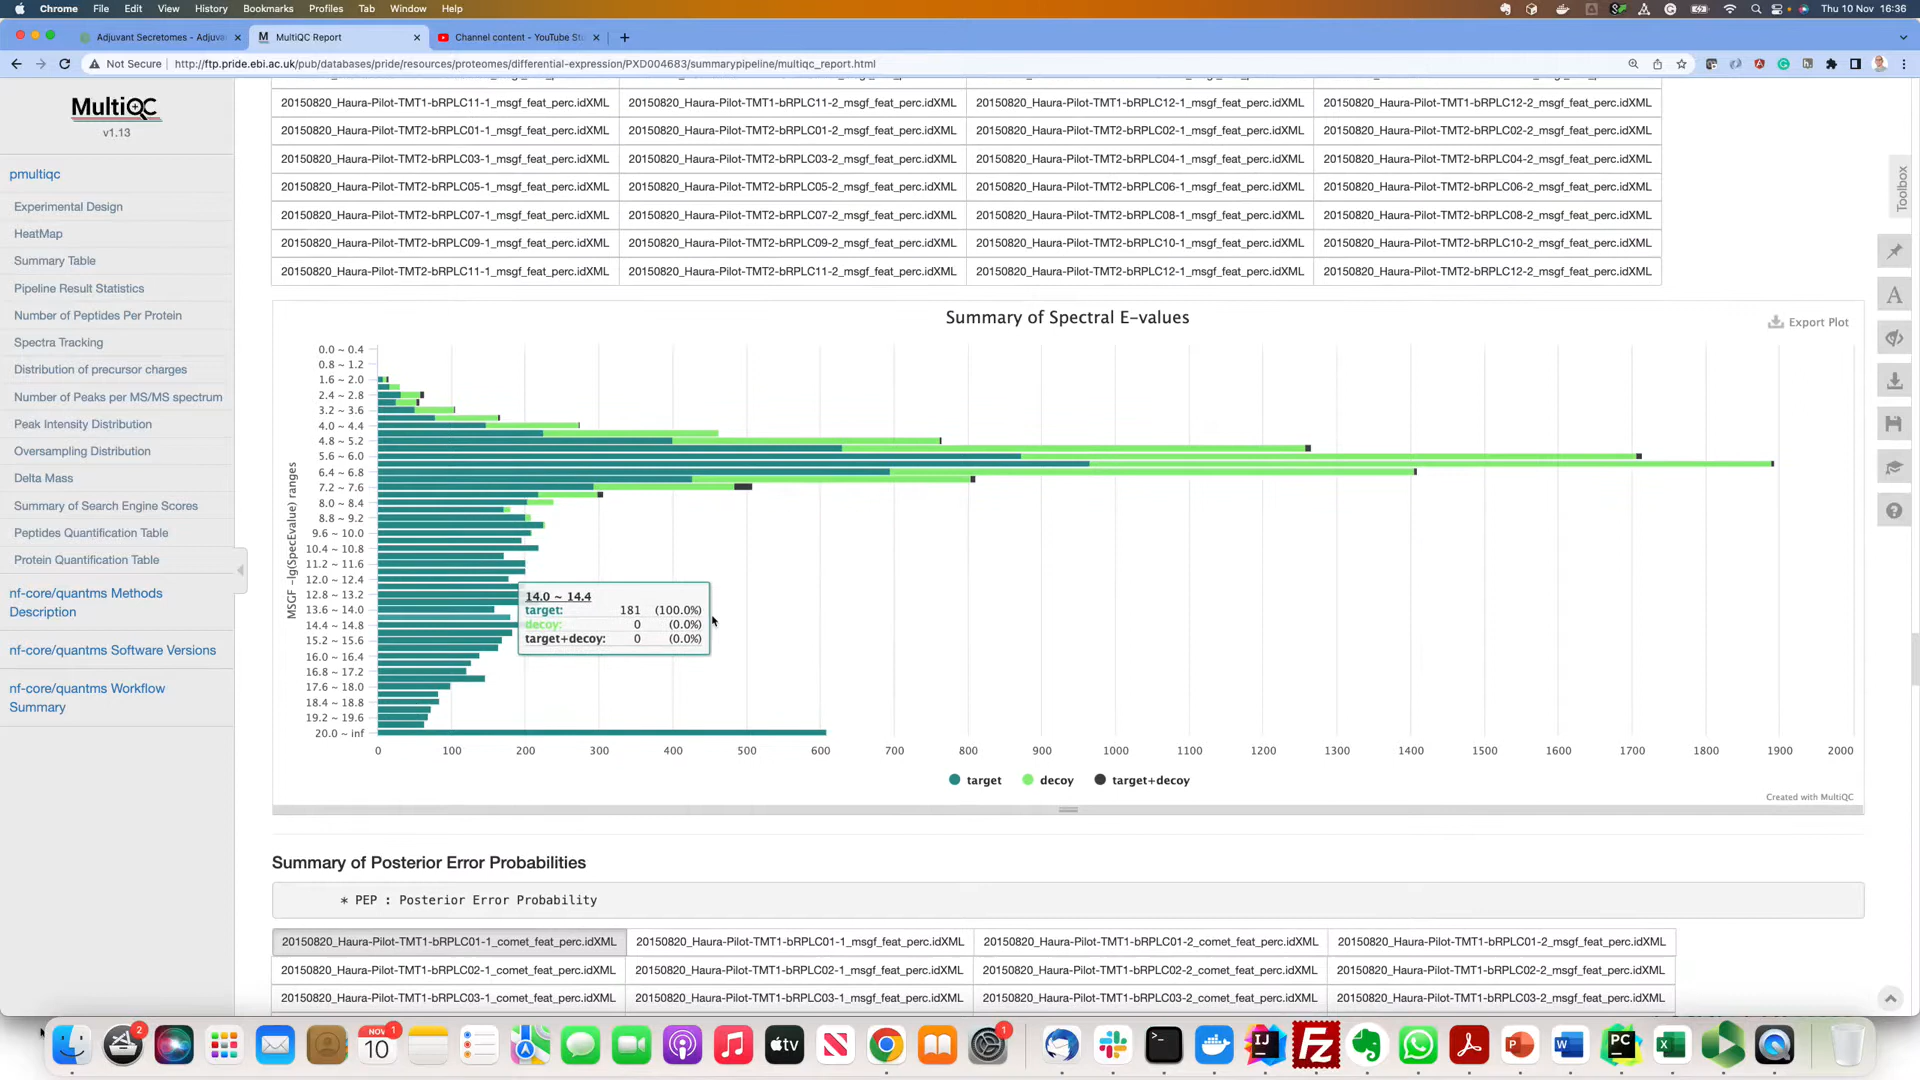 Chrome File Edit View History Bookmarks Profiles Tab Window Help Thu 10 Nov 16:36
Adjuvant Secretomes - Adjuva × MultiQC Report × Channel content - YouTube St × +
Not Secure http://ftp.pride.ebi.ac.uk/pub/databases/pride/resources/proteomes/differential-expression/PXD004683/summarypipeline/multiqc_report.html
MultiQC
v1.13
pmultiqc
Experimental Design
HeatMap
Summary Table
Pipeline Result Statistics
Number of Peptides Per Protein
Spectra Tracking
Distribution of precursor charges
Number of Peaks per MS/MS spectrum
Peak Intensity Distribution
Oversampling Distribution
Delta Mass
Summary of Search Engine Scores
Peptides Quantification Table
Protein Quantification Table
nf-core/quantms Methods
Description
nf-core/quantms Software Versions
nf-core/quantms Workflow
Summary
20150820_Haura-Pilot-TMT1-bRPLC11-1_msgf_feat_perc.idXML 20150820_Haura-Pilot-TMT1-bRPLC11-2_msgf_feat_perc.idXML 20150820_Haura-Pilot-TMT1-bRPLC12-1_msgf_feat_perc.idXML 20150820_Haura-Pilot-TMT1-bRPLC12-2_msgf_feat_perc.idXML
20150820_Haura-Pilot-TMT2-bRPLC01-1_msgf_feat_perc.idXML 20150820_Haura-Pilot-TMT2-bRPLC01-2_msgf_feat_perc.idXML 20150820_Haura-Pilot-TMT2-bRPLC02-1_msgf_feat_perc.idXML 20150820_Haura-Pilot-TMT2-bRPLC02-2_msgf_feat_perc.idXML
20150820_Haura-Pilot-TMT2-bRPLC03-1_msgf_feat_perc.idXML 20150820_Haura-Pilot-TMT2-bRPLC03-2_msgf_feat_perc.idXML 20150820_Haura-Pilot-TMT2-bRPLC04-1_msgf_feat_perc.idXML 20150820_Haura-Pilot-TMT2-bRPLC04-2_msgf_feat_perc.idXML
20150820_Haura-Pilot-TMT2-bRPLC05-1_msgf_feat_perc.idXML 20150820_Haura-Pilot-TMT2-bRPLC05-2_msgf_feat_perc.idXML 20150820_Haura-Pilot-TMT2-bRPLC06-1_msgf_feat_perc.idXML 20150820_Haura-Pilot-TMT2-bRPLC06-2_msgf_feat_perc.idXML
20150820_Haura-Pilot-TMT2-bRPLC07-1_msgf_feat_perc.idXML 20150820_Haura-Pilot-TMT2-bRPLC07-2_msgf_feat_perc.idXML 20150820_Haura-Pilot-TMT2-bRPLC08-1_msgf_feat_perc.idXML 20150820_Haura-Pilot-TMT2-bRPLC08-2_msgf_feat_perc.idXML
20150820_Haura-Pilot-TMT2-bRPLC09-1_msgf_feat_perc.idXML 20150820_Haura-Pilot-TMT2-bRPLC09-2_msgf_feat_perc.idXML 20150820_Haura-Pilot-TMT2-bRPLC10-1_msgf_feat_perc.idXML 20150820_Haura-Pilot-TMT2-bRPLC10-2_msgf_feat_perc.idXML
20150820_Haura-Pilot-TMT2-bRPLC11-1_msgf_feat_perc.idXML 20150820_Haura-Pilot-TMT2-bRPLC11-2_msgf_feat_perc.idXML 20150820_Haura-Pilot-TMT2-bRPLC12-1_msgf_feat_perc.idXML 20150820_Haura-Pilot-TMT2-bRPLC12-2_msgf_feat_perc.idXML
Toolbox
Summary of Spectral E-values
Export Plot
MSGF -lg(SpecEvalue) ranges
0.0 ~ 0.4
0.8 ~ 1.2
1.6 ~ 2.0
2.4 ~ 2.8
3.2 ~ 3.6
4.0 ~ 4.4
4.8 ~ 5.2
5.6 ~ 6.0
6.4 ~ 6.8
7.2 ~ 7.6
8.0 ~ 8.4
8.8 ~ 9.2
9.6 ~ 10.0
10.4 ~ 10.8
11.2 ~ 11.6
12.0 ~ 12.4
12.8 ~ 13.2
13.6 ~ 14.0
14.4 ~ 14.8
15.2 ~ 15.6
16.0 ~ 16.4
16.8 ~ 17.2
17.6 ~ 18.0
18.4 ~ 18.8
19.2 ~ 19.6
20.0 ~ inf
14.0 ~ 14.4
target: 181 (100.0%)
decoy: 0 (0.0%)
target+decoy: 0 (0.0%)
0 100 200 300 400 500 600 700 800 900 1000 1100 1200 1300 1400 1500 1600 1700 1800 1900 2000
target decoy target+decoy
Created with MultiQC
Summary of Posterior Error Probabilities
* PEP : Posterior Error Probability
20150820_Haura-Pilot-TMT1-bRPLC01-1_comet_feat_perc.idXML 20150820_Haura-Pilot-TMT1-bRPLC01-1_msgf_feat_perc.idXML 20150820_Haura-Pilot-TMT1-bRPLC01-2_comet_feat_perc.idXML 20150820_Haura-Pilot-TMT1-bRPLC01-2_msgf_feat_perc.idXML
20150820_Haura-Pilot-TMT1-bRPLC02-1_comet_feat_perc.idXML 20150820_Haura-Pilot-TMT1-bRPLC02-1_msgf_feat_perc.idXML 20150820_Haura-Pilot-TMT1-bRPLC02-2_comet_feat_perc.idXML 20150820_Haura-Pilot-TMT1-bRPLC02-2_msgf_feat_perc.idXML
20150820_Haura-Pilot-TMT1-bRPLC03-1_comet_feat_perc.idXML 20150820_Haura-Pilot-TMT1-bRPLC03-1_msgf_feat_perc.idXML 20150820_Haura-Pilot-TMT1-bRPLC03-2_comet_feat_perc.idXML 20150820_Haura-Pilot-TMT1-bRPLC03-2_msgf_feat_perc.idXML
2 NOV 10 1 tv 1 IJ Fz P W PC X